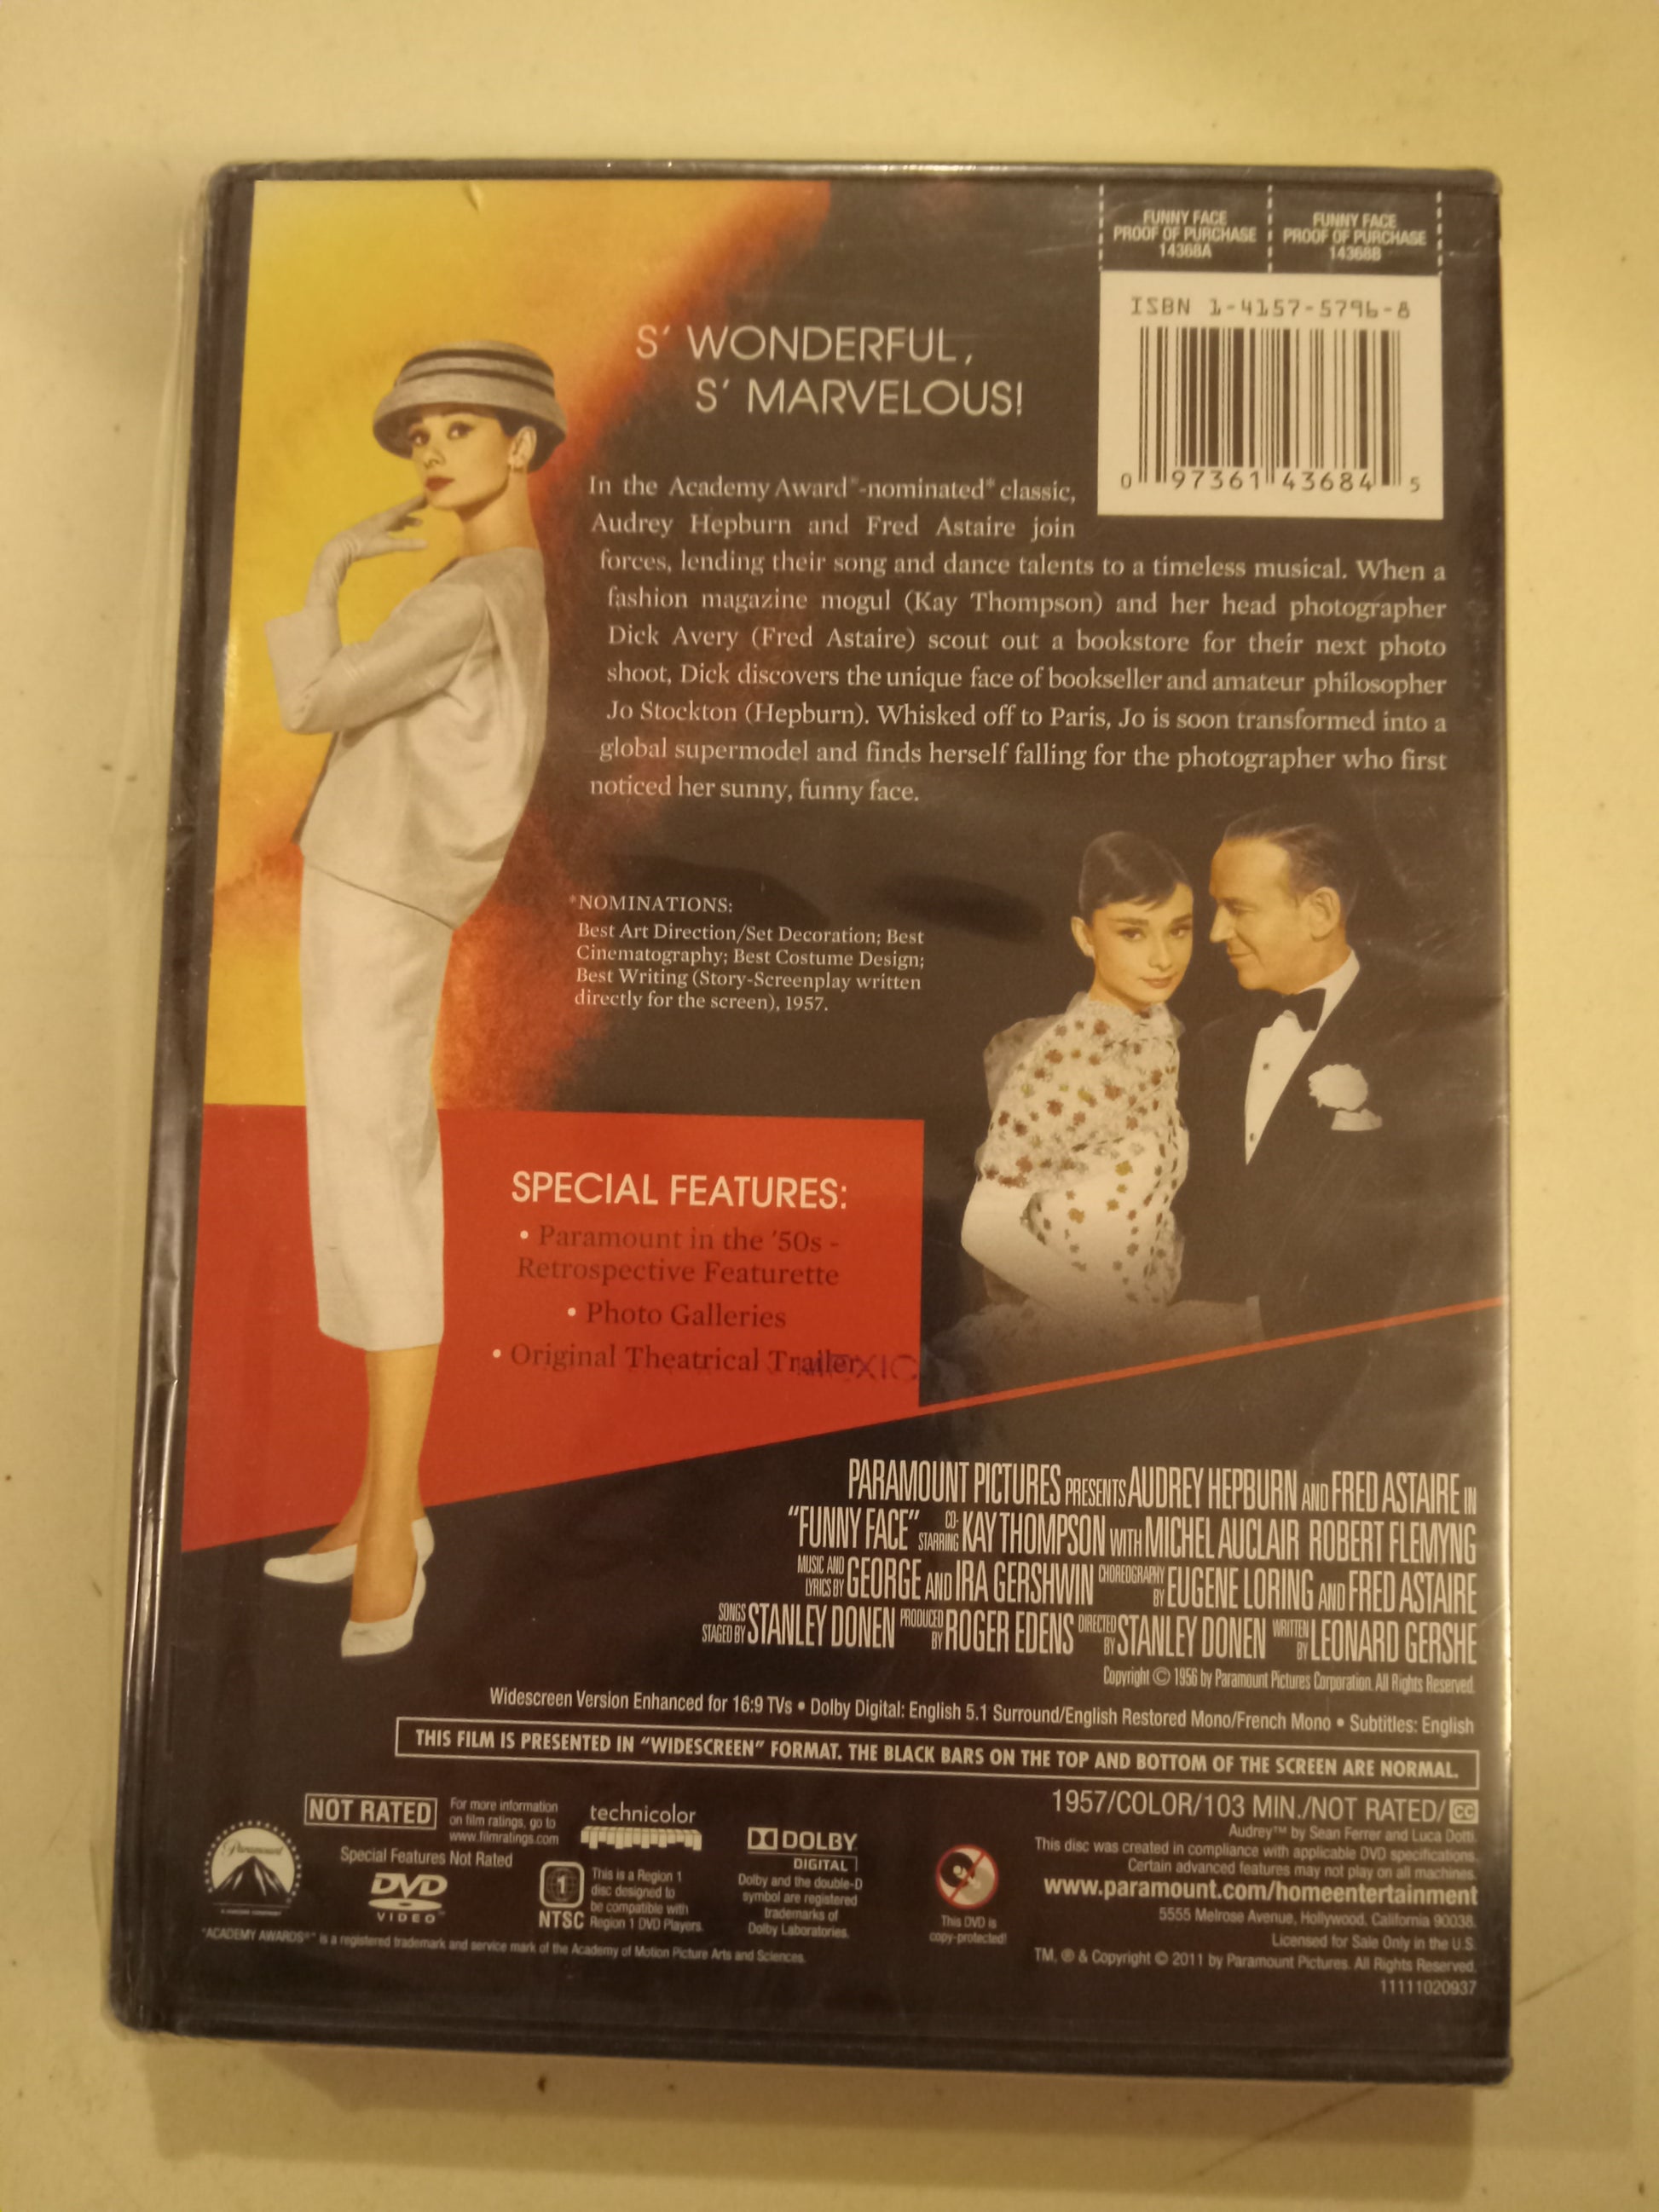 FUNNY FACE
PROOF OF PURCHASE
14368A
FUNNY FACE
PROOF OF PURCHASE
14368B
ISBN 1-4157-5796-8
0 97361 43684 5
S' WONDERFUL,
S' MARVELOUS!
In the Academy Award®-nominated* classic,
Audrey Hepburn and Fred Astaire join
forces, lending their song and dance talents to a timeless musical. When a
fashion magazine mogul (Kay Thompson) and her head photographer
Dick Avery (Fred Astaire) scout out a bookstore for their next photo
shoot, Dick discovers the unique face of bookseller and amateur philosopher
Jo Stockton (Hepburn). Whisked off to Paris, Jo is soon transformed into a
global supermodel and finds herself falling for the photographer who first
noticed her sunny, funny face.
*NOMINATIONS:
Best Art Direction/Set Decoration; Best
Cinematography; Best Costume Design;
Best Writing (Story-Screenplay written
directly for the screen), 1957.
SPECIAL FEATURES:
• Paramount in the '50s -
Retrospective Featurette
• Photo Galleries
• Original Theatrical Trailer
PARAMOUNT PICTURES PRESENTS AUDREY HEPBURN AND FRED ASTAIRE IN
"FUNNY FACE" CO-STARRING KAY THOMPSON WITH MICHEL AUCLAIR ROBERT FLEMYNG
MUSIC AND LYRICS BY GEORGE AND IRA GERSHWIN CHOREOGRAPHY BY EUGENE LORING AND FRED ASTAIRE
SONGS STAGED BY STANLEY DONEN PRODUCED BY ROGER EDENS DIRECTED BY STANLEY DONEN WRITTEN BY LEONARD GERSHE
Copyright © 1956 by Paramount Pictures Corporation. All Rights Reserved.
Widescreen Version Enhanced for 16:9 TVs • Dolby Digital: English 5.1 Surround/English Restored Mono/French Mono • Subtitles: English
THIS FILM IS PRESENTED IN "WIDESCREEN" FORMAT. THE BLACK BARS ON THE TOP AND BOTTOM OF THE SCREEN ARE NORMAL.
Paramount
NOT RATED
For more information
on film ratings, go to
www.filmratings.com
Special Features Not Rated
DVD
VIDEO
technicolor
1
NTSC
This is a Region 1
disc designed to
be compatible with
Region 1 DVD Players.
DOLBY
DIGITAL
Dolby and the double-D
symbol are registered
trademarks of
Dolby Laboratories.
This DVD is
copy-protected!
1957/COLOR/103 MIN./NOT RATED/CC
Audrey™ by Sean Ferrer and Luca Dotti.
This disc was created in compliance with applicable DVD specifications.
Certain advanced features may not play on all machines.
www.paramount.com/homeentertainment
5555 Melrose Avenue, Hollywood, California 90038.
Licensed for Sale Only in the U.S.
TM, ® & Copyright © 2011 by Paramount Pictures. All Rights Reserved.
11111020937
"ACADEMY AWARDS®" is a registered trademark and service mark of the Academy of Motion Picture Arts and Sciences.